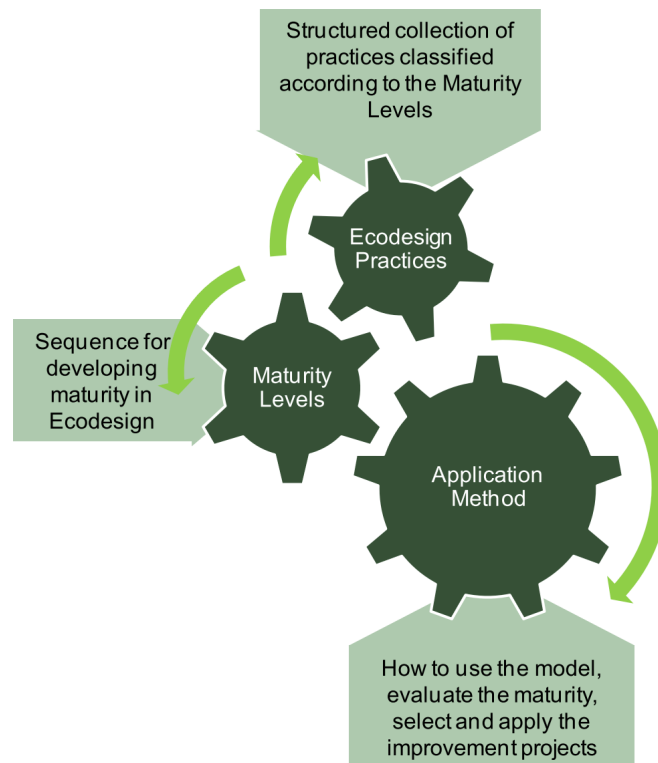 Structured collection of
practices classified
according to the Maturity
Levels
Ecodesign
Practices
Sequence for
developing
maturity in
Ecodesign
Maturity
Levels
Application
Method
How to use the model,
evaluate the maturity,
select and apply the
improvement projects